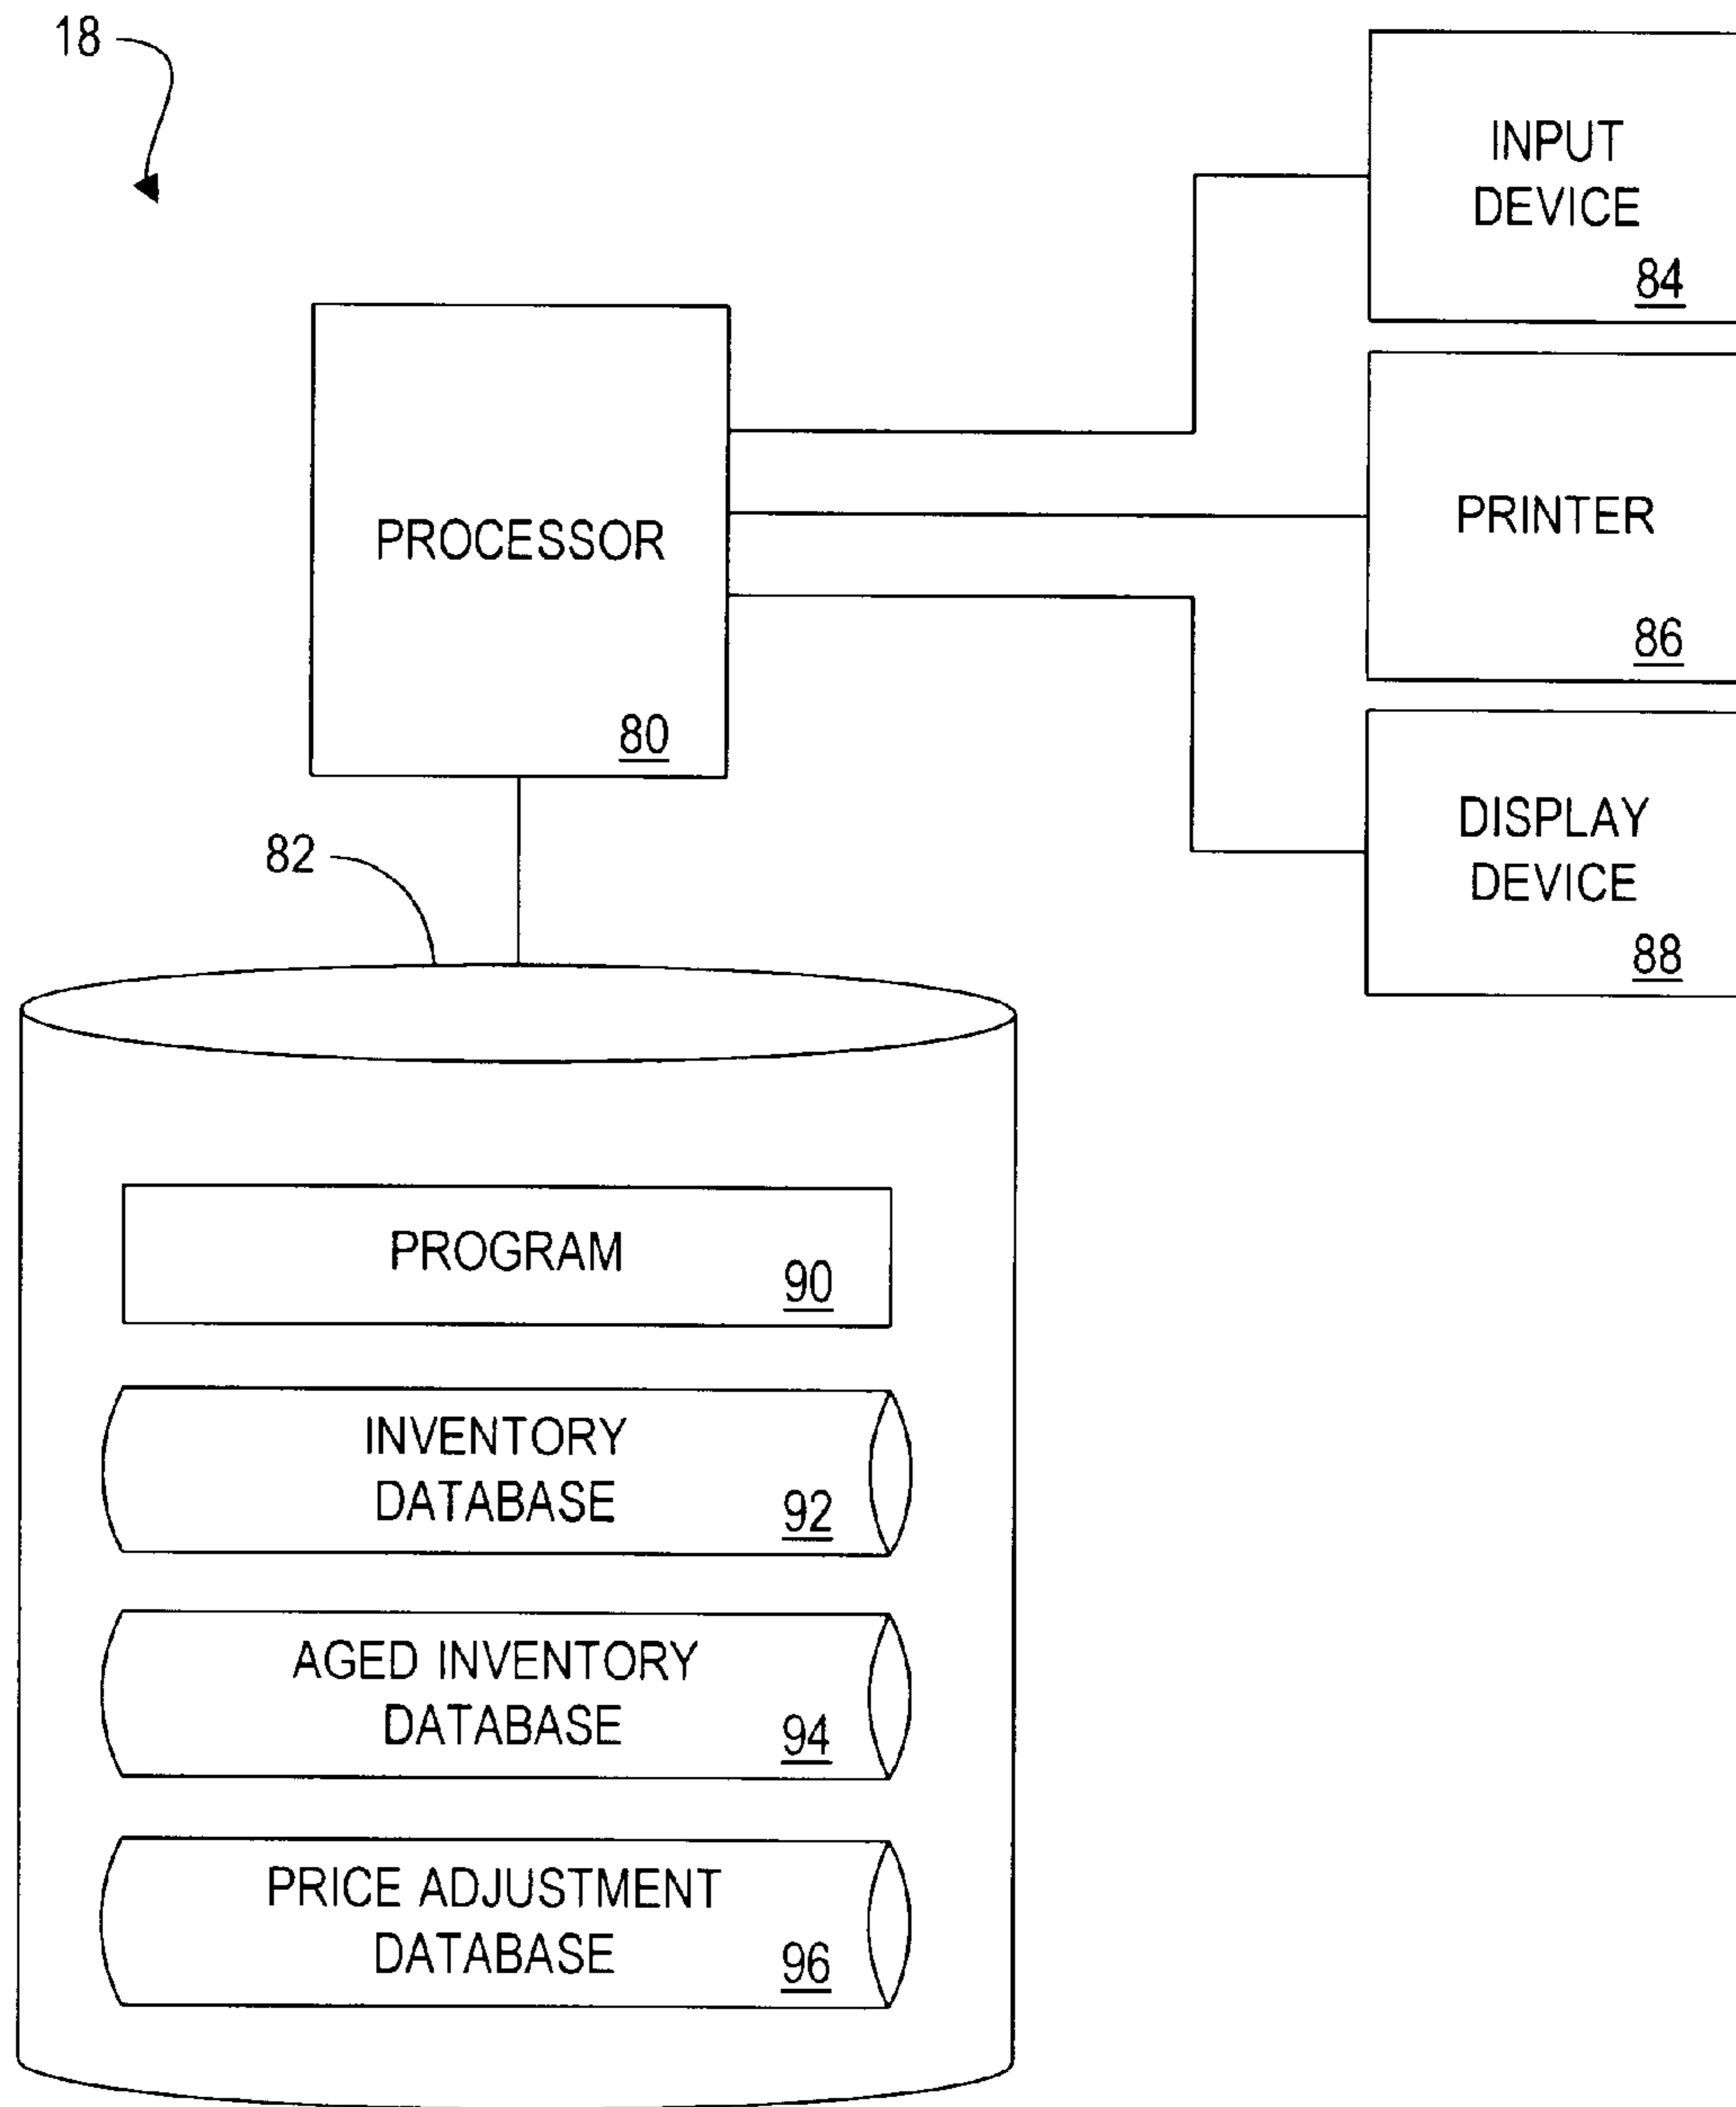 18
INPUT
DEVICE
84
PROCESSOR
80
PRINTER
86
DISPLAY
DEVICE
88
82
PROGRAM
90
INVENTORY
DATABASE
92
AGED INVENTORY
DATABASE
94
PRICE ADJUSTMENT
DATABASE
96